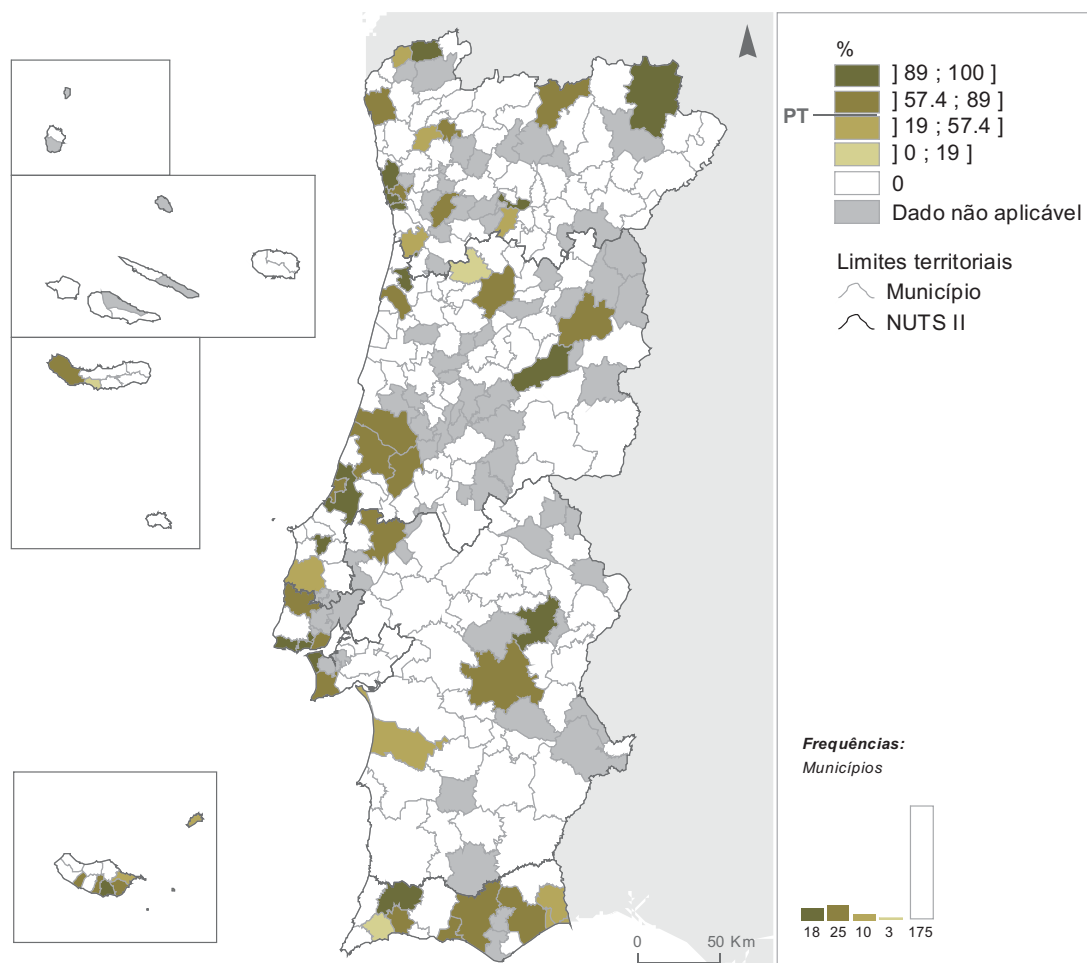 %
] 89 ; 100 ]
] 57.4 ; 89 ]
PT
] 19 ; 57.4 ]
] 0 ; 19 ]
0
Dado não aplicável
Limites territoriais
Município
NUTS II
Frequências:
Municípios
18 25 10 3 175
0 50 Km